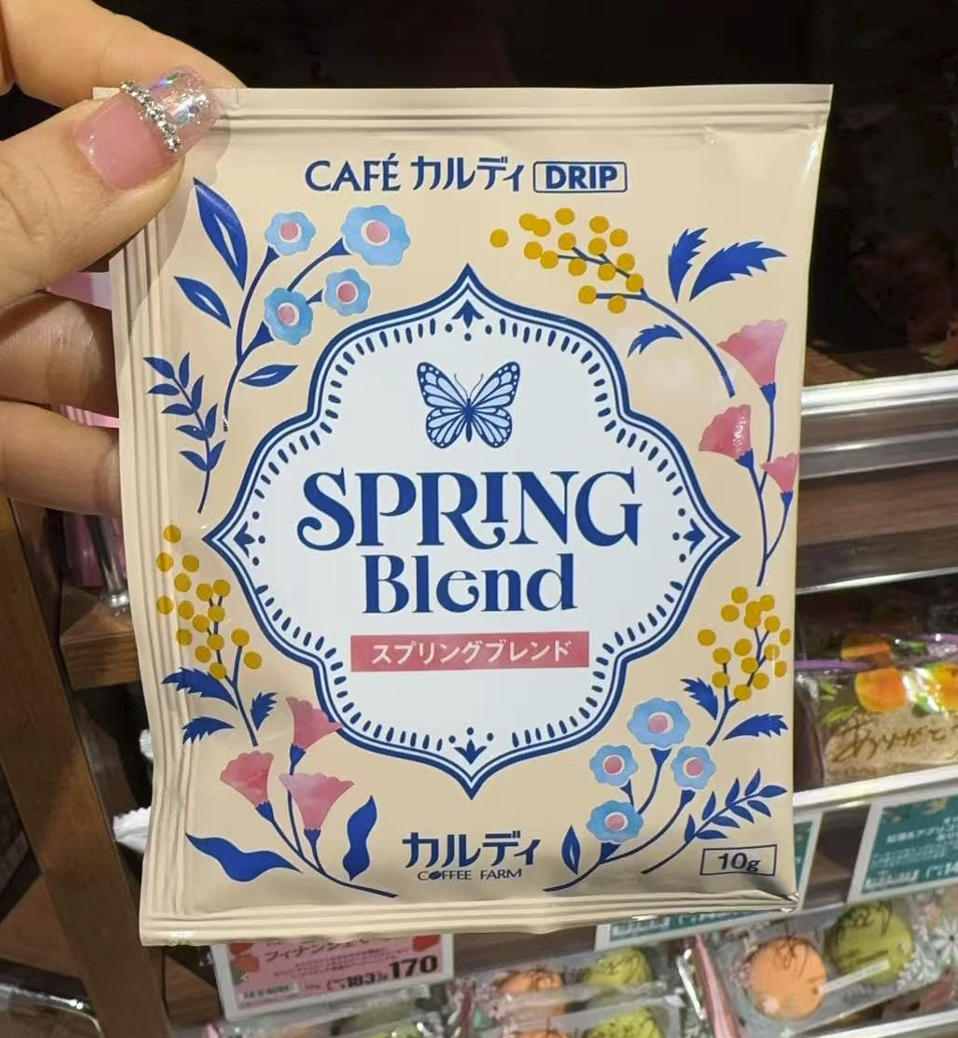 CAFÉ カルディ DRIP
SPRING
Blend
スプリングブレンド
カルディ
COFFEE FARM
10g
170